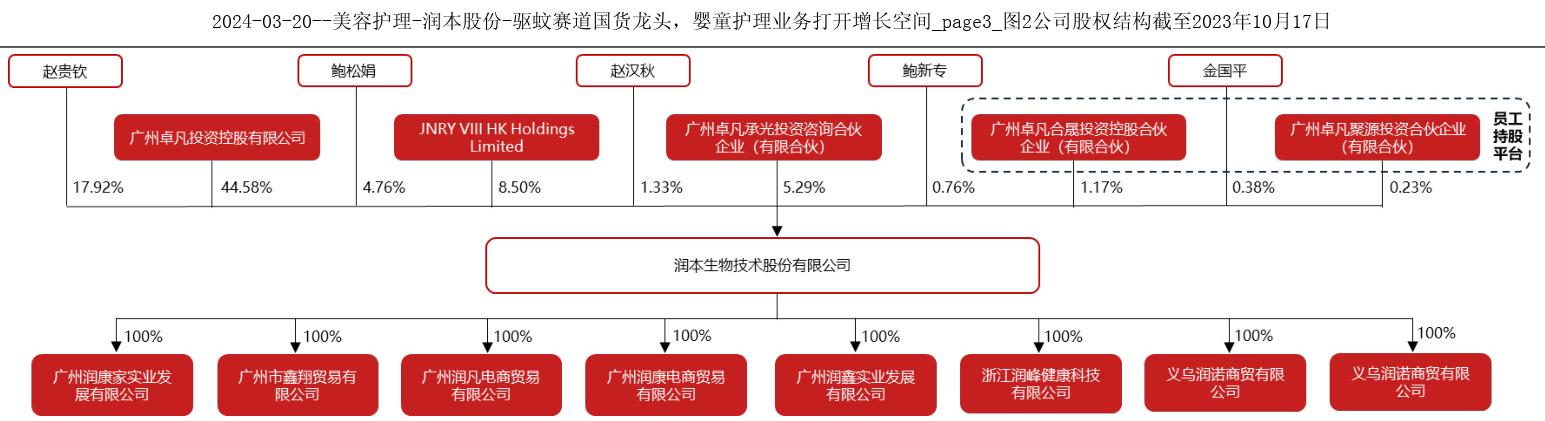 2024-03-20--美容护理-润本股份-驱蚊赛道国货龙头，婴童护理业务打开增长空间_page3_图2公司股权结构截至2023年10月17日
赵贵钦
鲍松娟
赵汉秋
鲍新专
金国平
广州卓凡投资控股有限公司
JNRY VIII HK Holdings
Limited
广州卓凡承光投资咨询合伙
企业（有限合伙）
广州卓凡合晟投资控股合伙
企业（有限合伙）
广州卓凡聚源投资合伙企业
（有限合伙）
员工
持股
平台
17.92%
44.58%
4.76%
8.50%
1.33%
5.29%
0.76%
1.17%
0.38%
0.23%
润本生物技术股份有限公司
100%
100%
100%
100%
100%
100%
100%
100%
广州润康家实业发
展有限公司
广州市鑫翔贸易有
限公司
广州润凡电商贸易
有限公司
广州润康电商贸易
有限公司
广州润鑫实业发展
有限公司
浙江润峰健康科技
有限公司
义乌润诺商贸有限
公司
义乌润诺商贸有限
公司